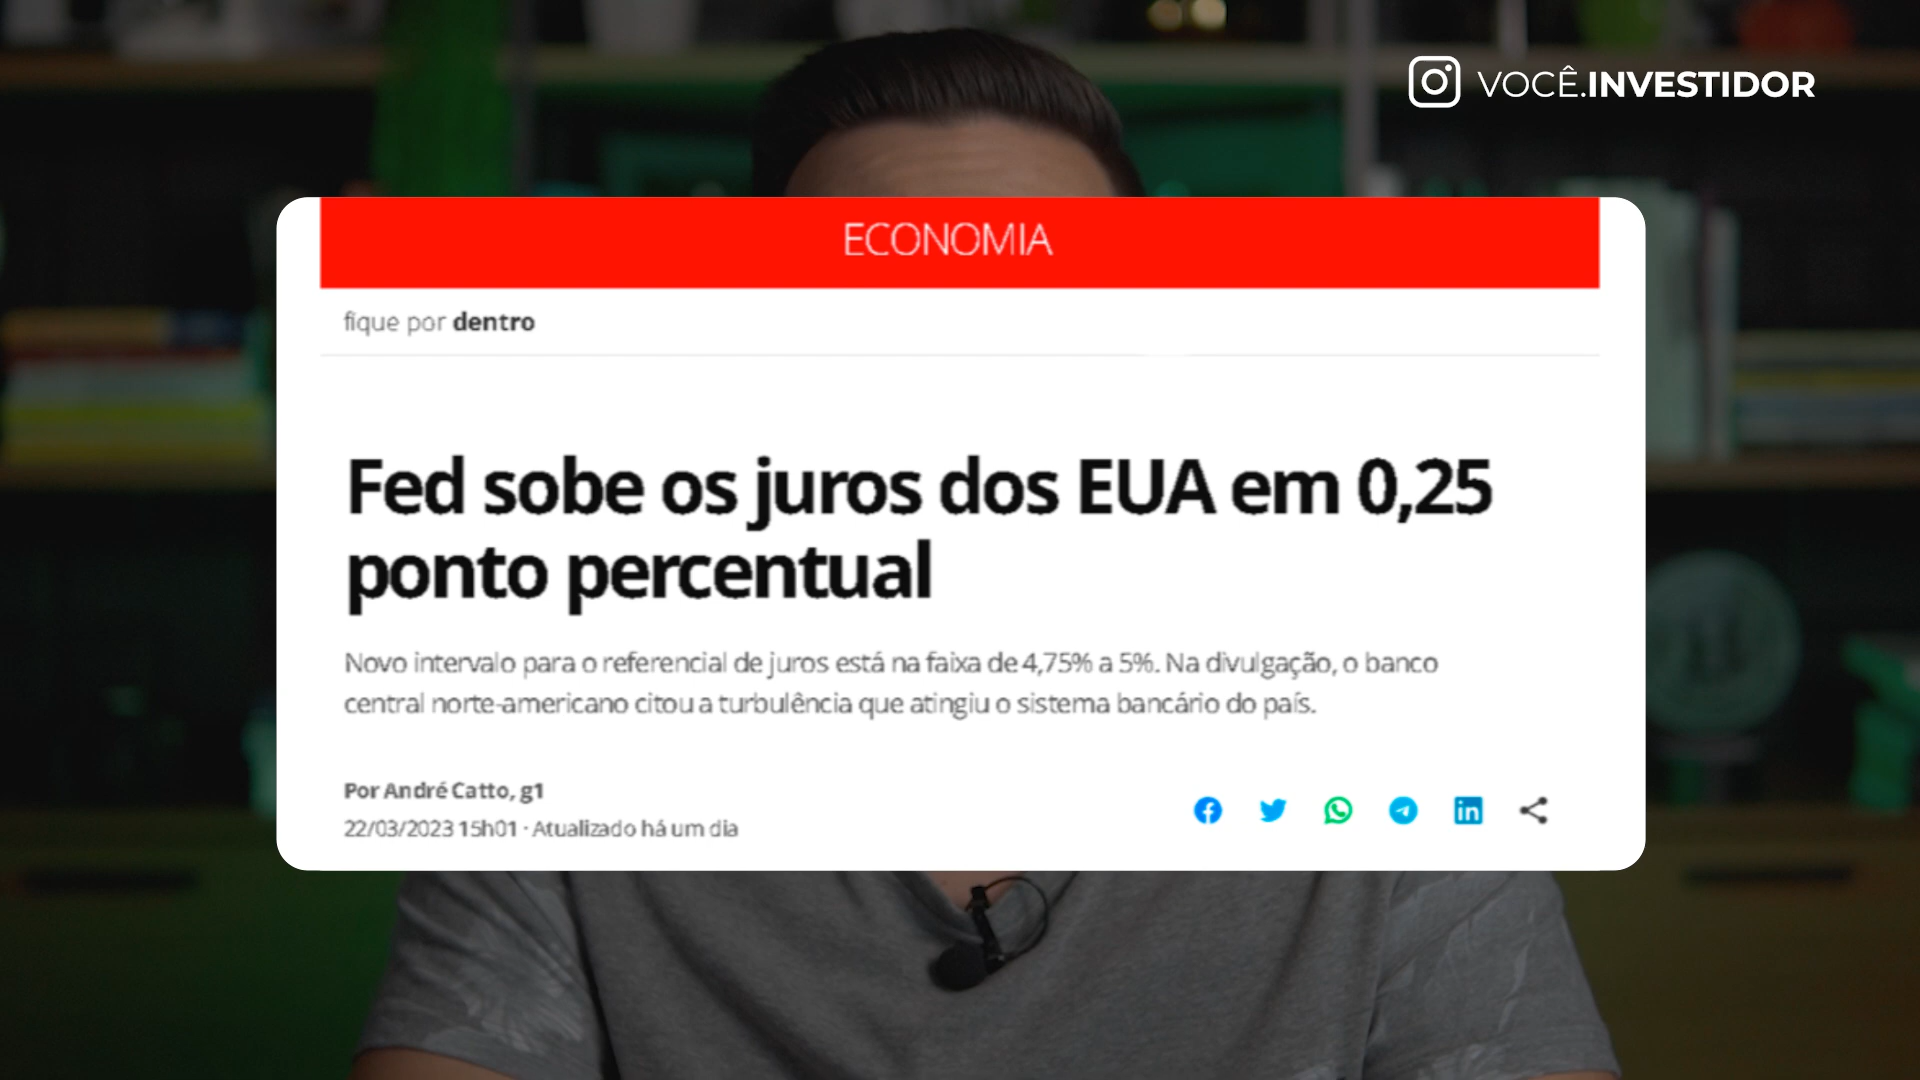 VOCÊ.INVESTIDOR
ECONOMIA
fique por dentro
Fed sobe os juros dos EUA em 0,25
ponto percentual
Novo intervalo para o referencial de juros está na faixa de 4,75% a 5%. Na divulgação, o banco
central norte-americano citou a turbulência que atingiu o sistema bancário do país.
Por André Catto, g1
22/03/2023 15h01 · Atualizado há um dia